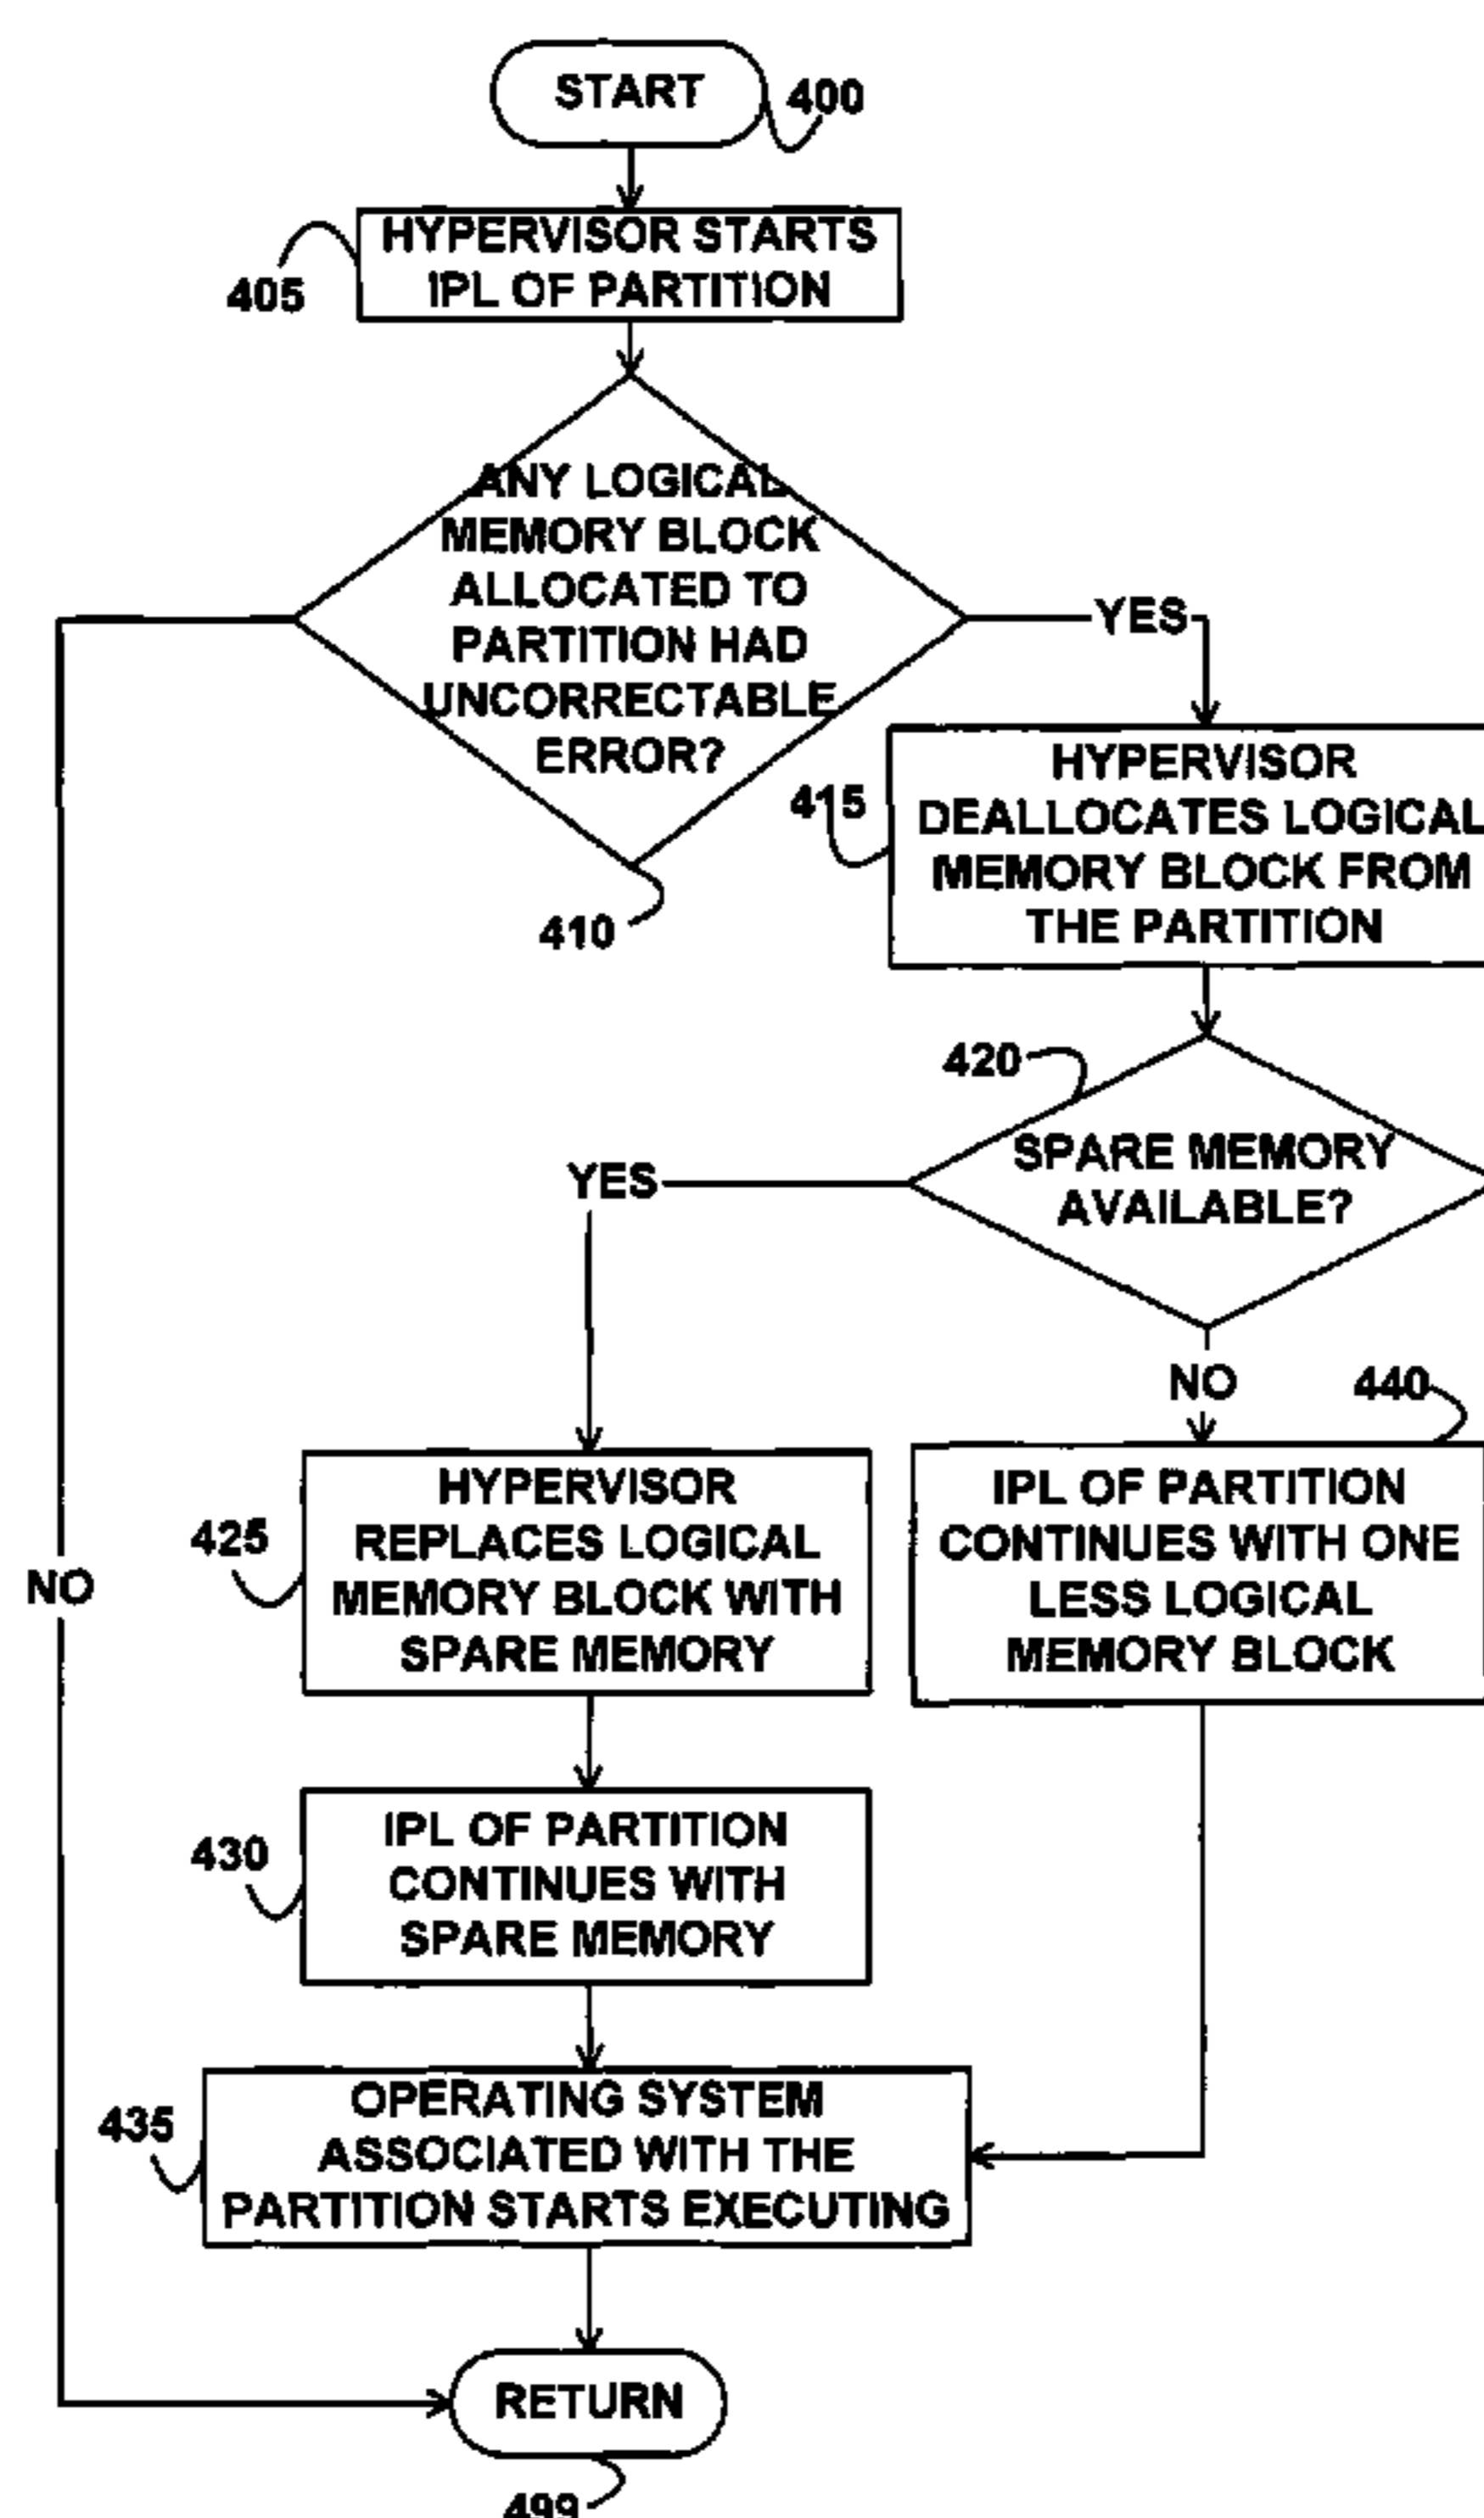 START
400
HYPERVISOR STARTS
IPL OF PARTITION
405
ANY LOGICAL
MEMORY BLOCK
ALLOCATED TO
PARTITION HAD
UNCORRECTABLE
ERROR?
410
YES
HYPERVISOR
DEALLOCATES LOGICAL
MEMORY BLOCK FROM
THE PARTITION
415
420
SPARE MEMORY
AVAILABLE?
YES
NO
440
HYPERVISOR
REPLACES LOGICAL
MEMORY BLOCK WITH
SPARE MEMORY
425
IPL OF PARTITION
CONTINUES WITH ONE
LESS LOGICAL
MEMORY BLOCK
NO
IPL OF PARTITION
CONTINUES WITH
SPARE MEMORY
430
OPERATING SYSTEM
ASSOCIATED WITH THE
PARTITION STARTS EXECUTING
435
RETURN
499